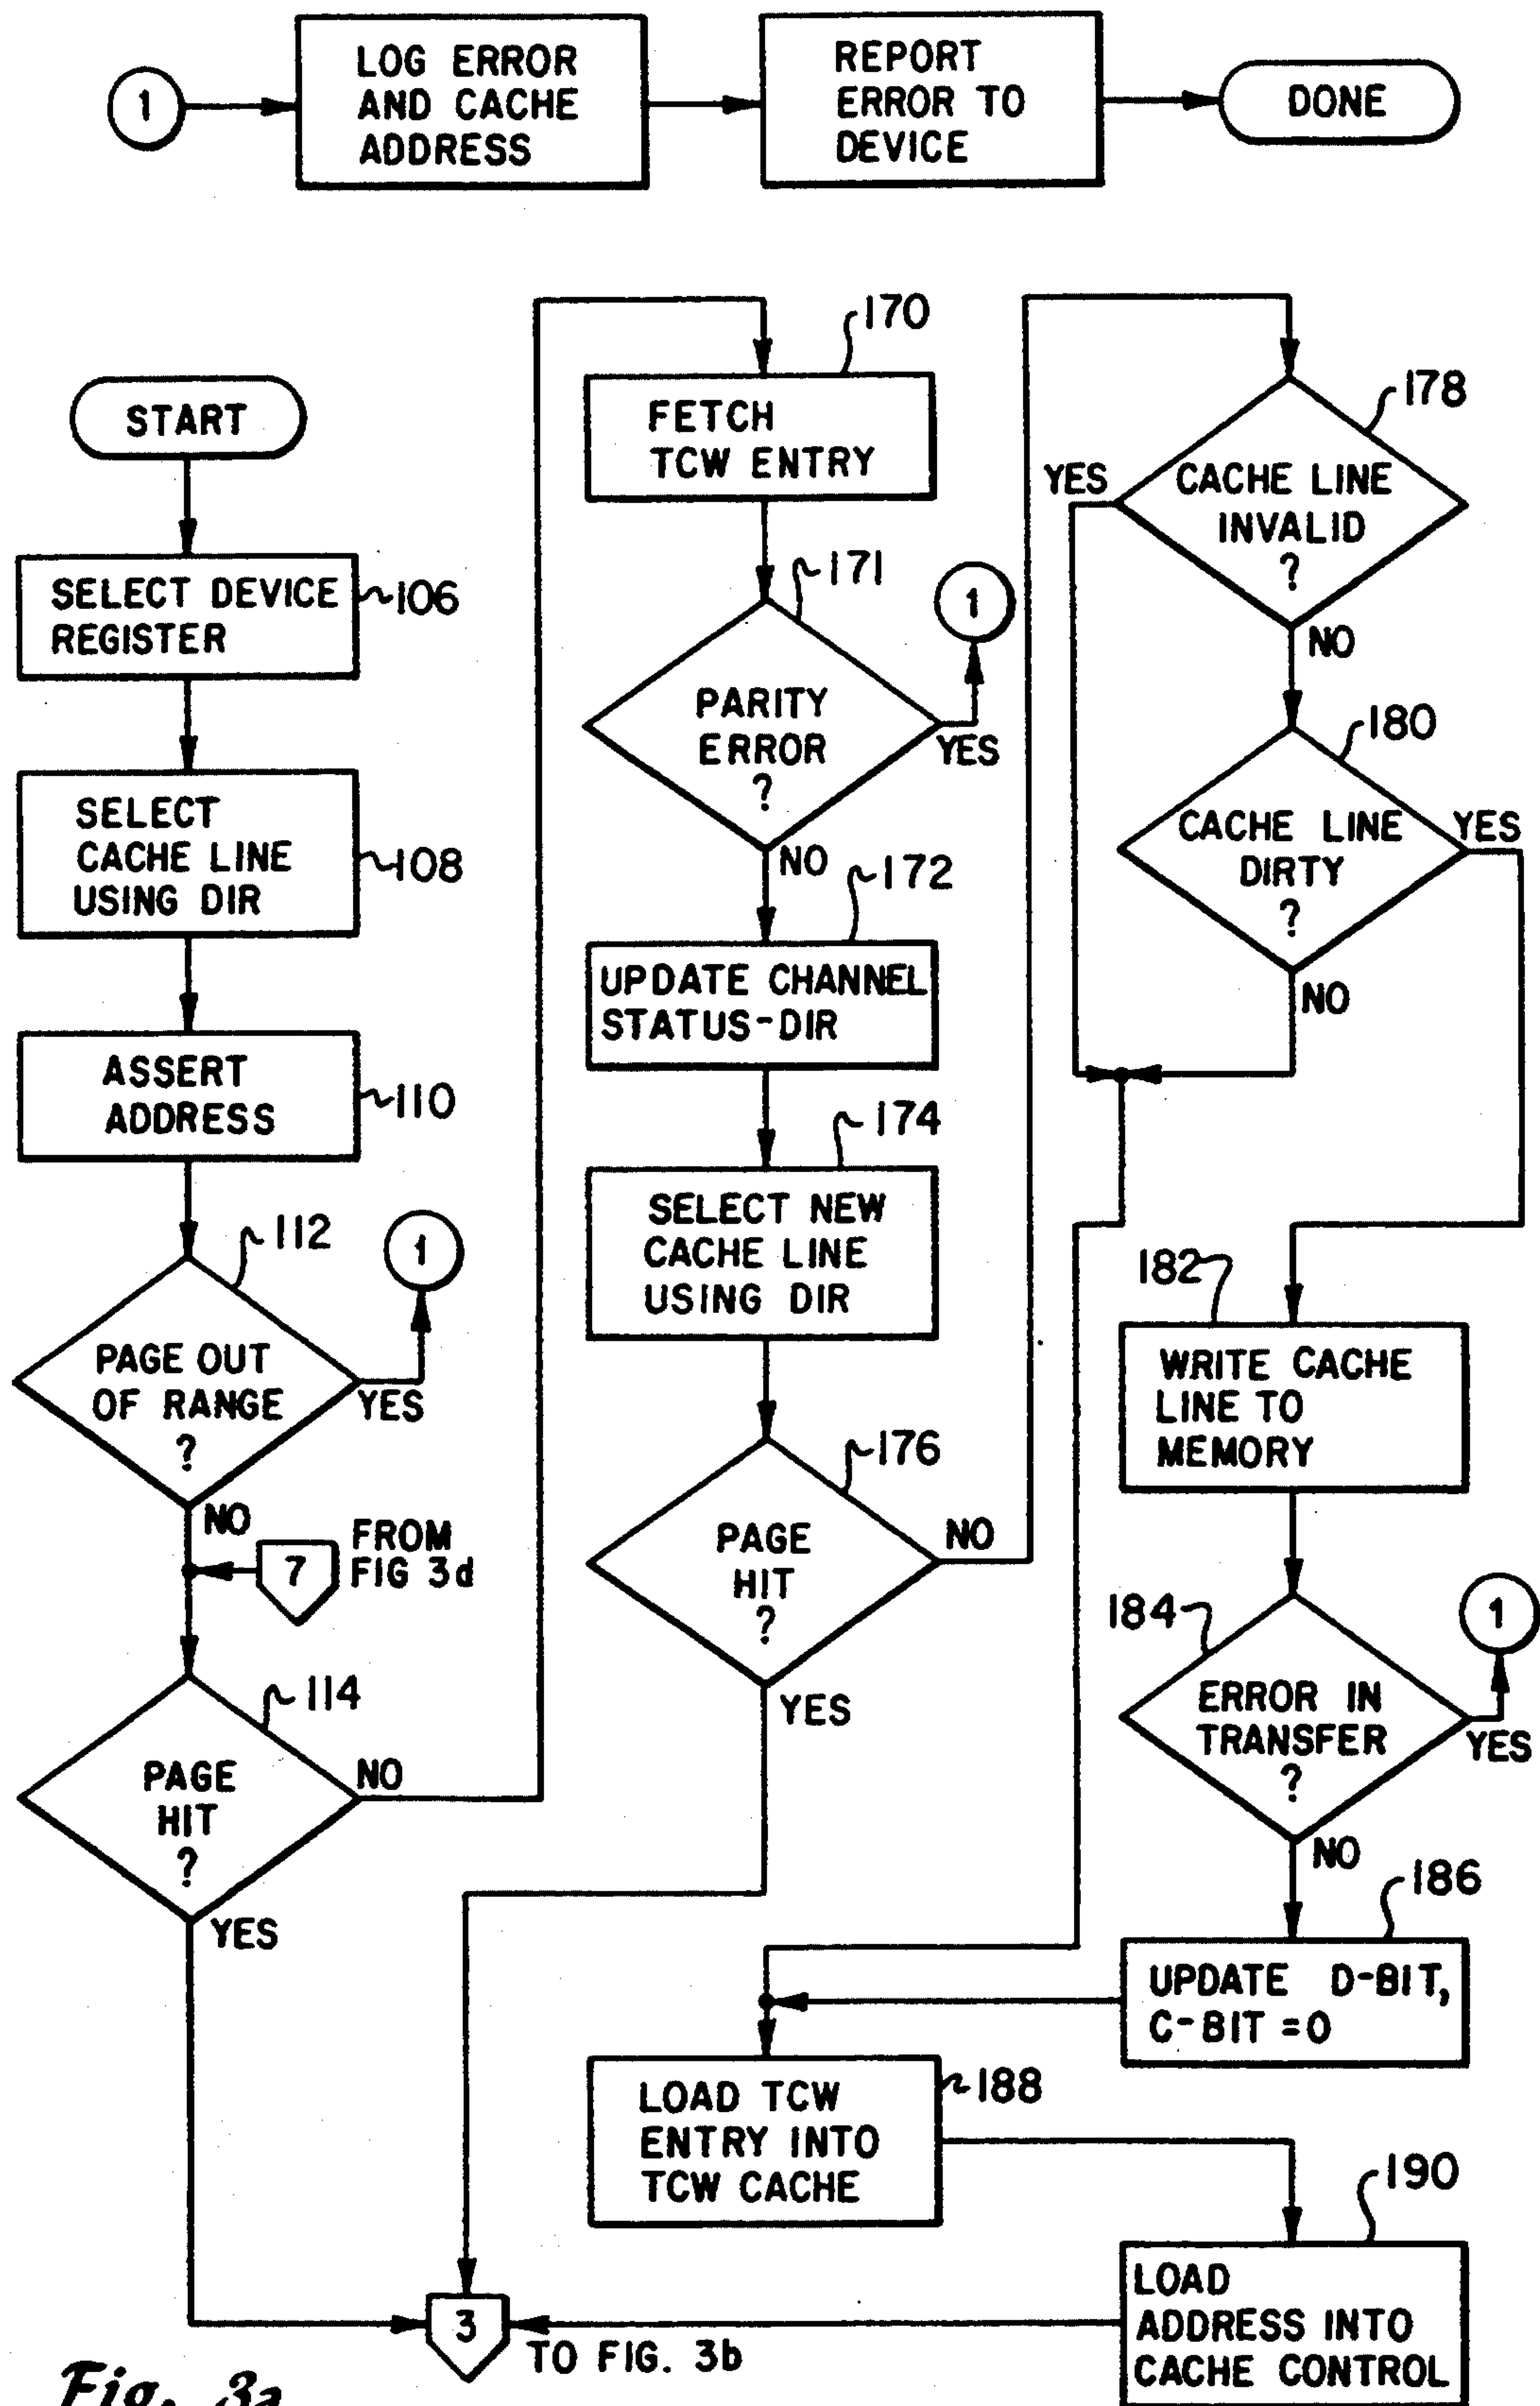 1
LOG ERROR
AND CACHE
ADDRESS
REPORT
ERROR TO
DEVICE
DONE
START
SELECT DEVICE
REGISTER
106
SELECT
CACHE LINE
USING DIR
108
ASSERT
ADDRESS
110
112
1
PAGE OUT
OF RANGE
?
YES
NO
7
FROM
FIG 3d
114
PAGE
HIT
?
NO
YES
170
FETCH
TCW ENTRY
171
1
PARITY
ERROR
?
YES
NO
172
UPDATE CHANNEL
STATUS-DIR
174
SELECT NEW
CACHE LINE
USING DIR
176
PAGE
HIT
?
NO
YES
178
YES
CACHE LINE
INVALID
?
NO
180
CACHE LINE
DIRTY
?
YES
NO
182
WRITE CACHE
LINE TO
MEMORY
184
1
ERROR IN
TRANSFER
?
YES
NO
186
UPDATE D-BIT,
C-BIT =0
188
LOAD TCW
ENTRY INTO
TCW CACHE
190
LOAD
ADDRESS INTO
CACHE CONTROL
3
TO FIG. 3b
Fig. 3a